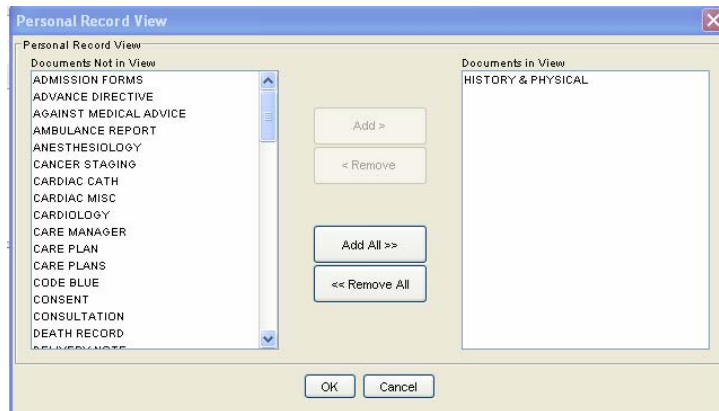 Personal Record View
Personal Record View
Documents Not in View
ADMISSION FORMS
ADVANCE DIRECTIVE
AGAINST MEDICAL ADVICE
AMBULANCE REPORT
ANESTHESIOLOGY
CANCER STAGING
CARDIAC CATH
CARDIAC MISC
CARDIOLOGY
CARE MANAGER
CARE PLAN
CARE PLANS
CODE BLUE
CONSENT
CONSULTATION
DEATH RECORD
DELIVERY NOTE
Add >
< Remove
Add All >>
<< Remove All
Documents in View
HISTORY & PHYSICAL
OK
Cancel